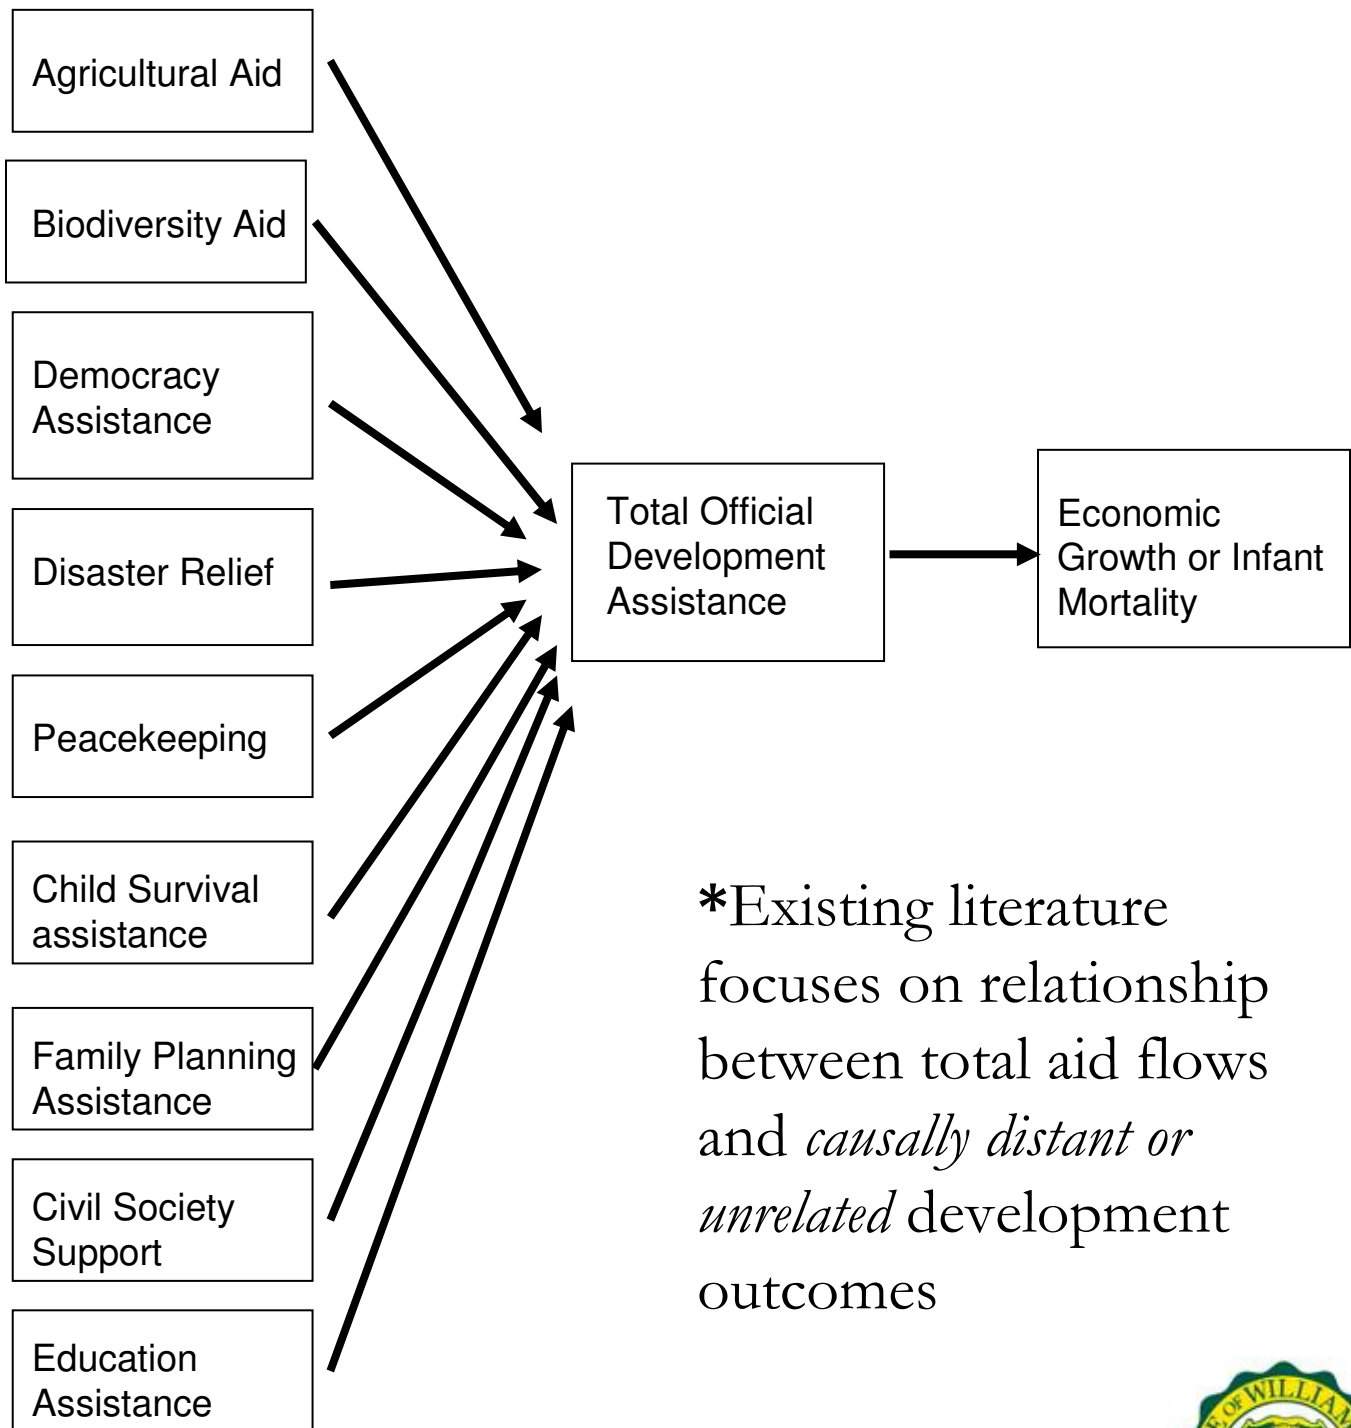 Agricultural Aid
Biodiversity Aid
Democracy
Assistance
Disaster Relief
Peacekeeping
Child Survival
assistance
Family Planning
Assistance
Civil Society
Support
Education
Assistance
Total Official
Development
Assistance
Economic
Growth or Infant
Mortality
*Existing literature
focuses on relationship
between total aid flows
and causally distant or
unrelated development
outcomes
OF WILLIAM